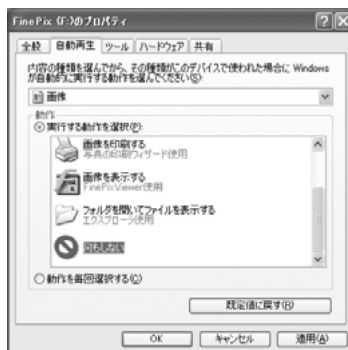 FinePix (F:)のプロパティ
全般 自動再生 ツール ハードウェア 共有
内容の種類を選んでから、その種類がこのデバイスで使われた場合に Windows
が自動的に実行する動作を選んでください(S):
画像
動作
実行する動作を選択(P):
画像を印刷する
写真の印刷ウィザード使用
画像を表示する
FinePixViewer使用
フォルダを開いてファイルを表示する
エクスプローラ使用
何もしない
動作を毎回選択する(C)
既定値に戻す(R)
OK キャンセル 適用(A)